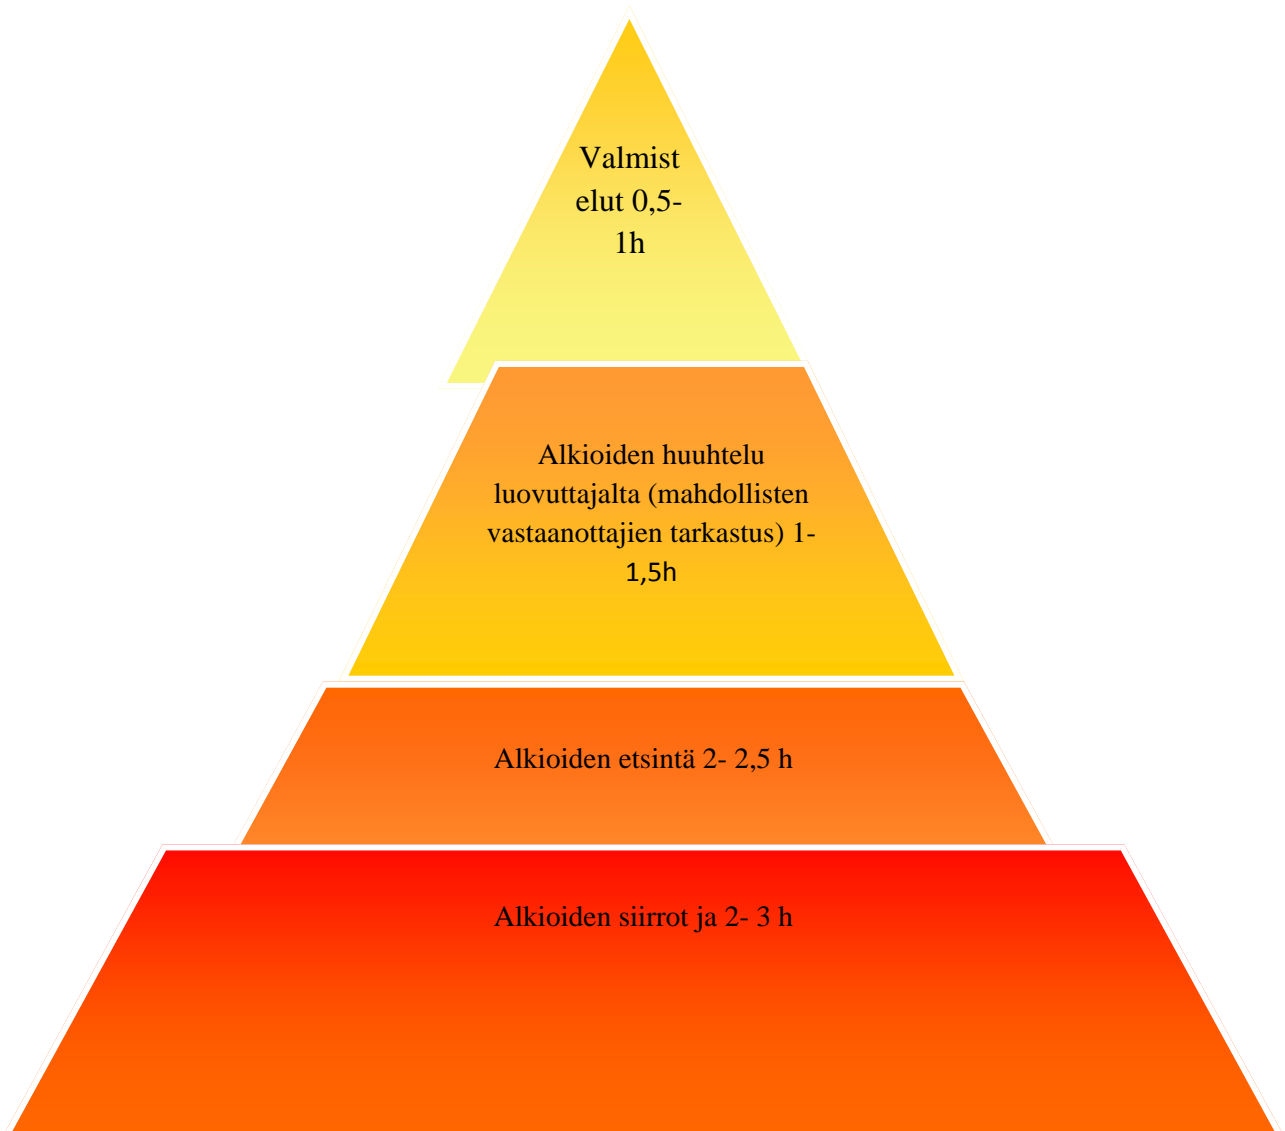 Valmist
elut 0,5-
1h
Alkioiden huuhtelu
luovuttajalta (mahdollisten
vastaanottajien tarkastus) 1-
1,5h
Alkioiden etsintä 2- 2,5 h
Alkioiden siirrot ja 2- 3 h